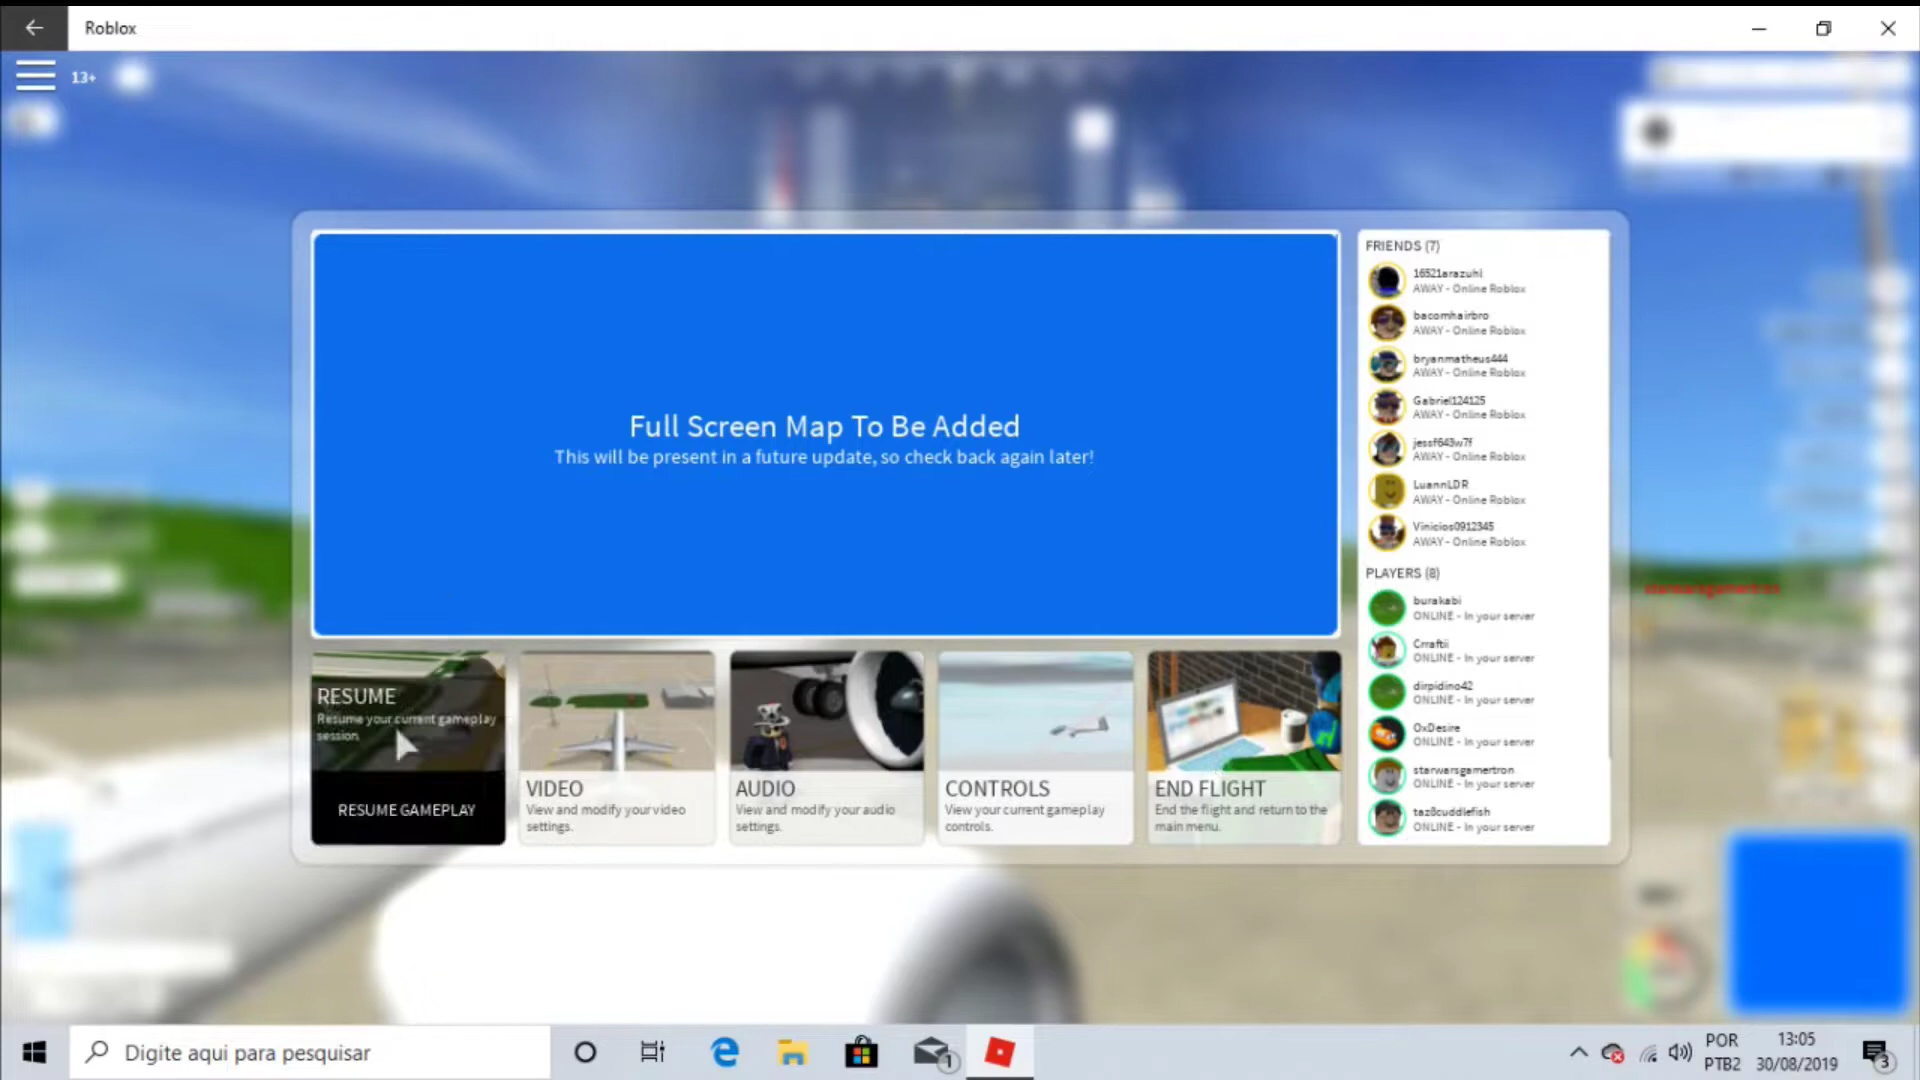 Roblox
13+
Full Screen Map To Be Added
This will be present in a future update, so check back again later!
RESUME
Resume your current gameplay
session.
RESUME GAMEPLAY
VIDEO
View and modify your video
settings.
AUDIO
View and modify your audio
settings.
CONTROLS
View your current gameplay
controls.
END FLIGHT
End the flight and return to the
main menu.
FRIENDS (7)
16521arazuhi
AWAY - Online Roblox
bacomhairbro
AWAY - Online Roblox
bryanmatheus444
AWAY - Online Roblox
Gabriel124125
AWAY - Online Roblox
jessf643w7f
AWAY - Online Roblox
LuannLDR
AWAY - Online Roblox
Vinicios0912345
AWAY - Online Roblox
PLAYERS (8)
burakabi
ONLINE - In your server
Crraftii
ONLINE - In your server
dirpidino42
ONLINE - In your server
OxDesire
ONLINE - In your server
starwarsgamertron
ONLINE - In your server
taz8cuddlefish
ONLINE - In your server
starwarsgamertron
Digite aqui para pesquisar
1
POR
PTB2
13:05
30/08/2019
3